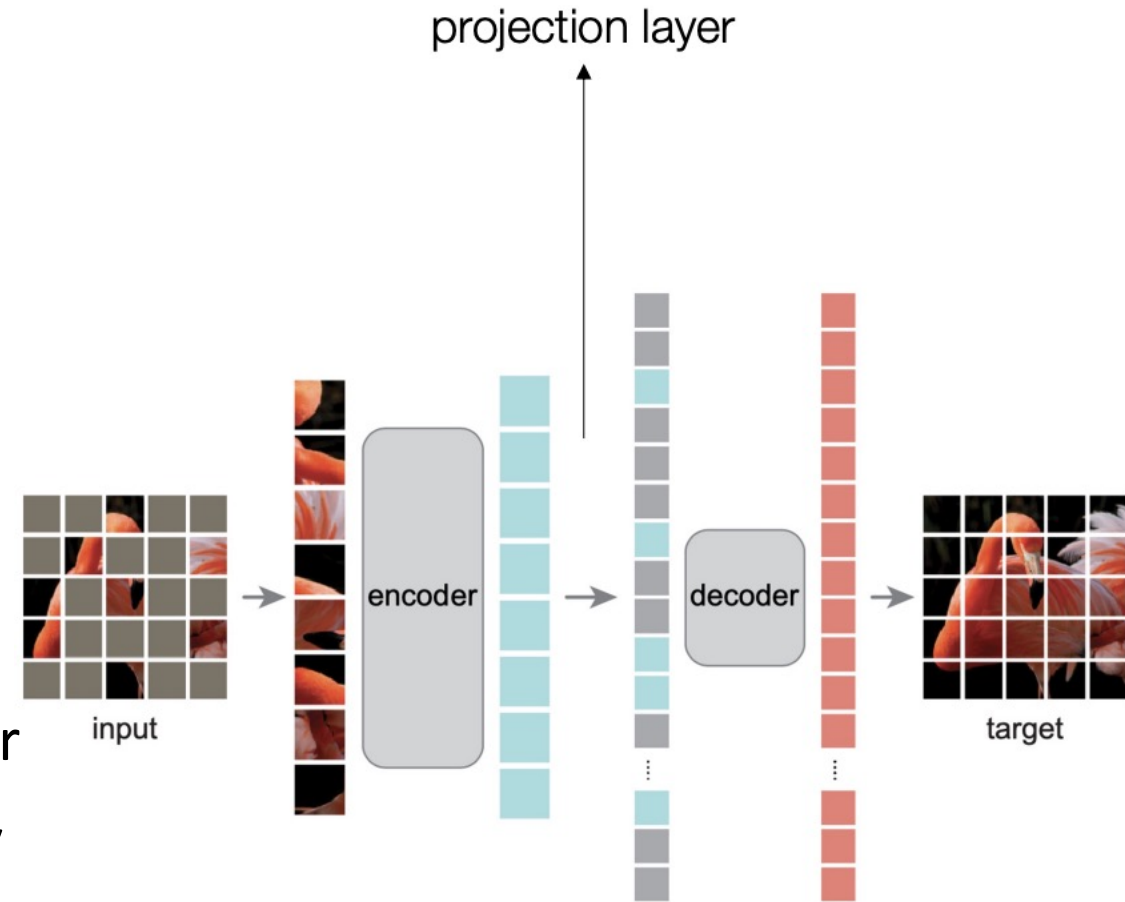 projection layer
encoder
decoder
input
target
r